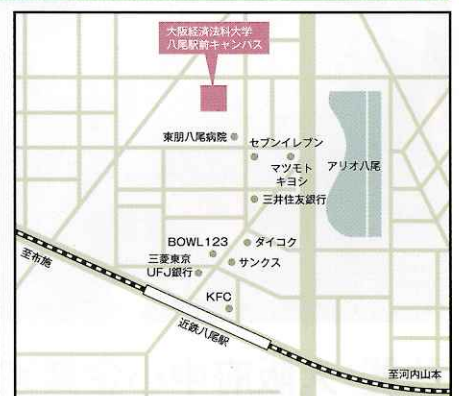 大阪経済法科大学
八尾駅前キャンパス
東朋八尾病院
セブンイレブン
マツモト
キヨシ
アリオ八尾
三井住友銀行
BOWL123
ダイコク
三菱東京
UFJ銀行
サンクス
至布施
KFC
近鉄八尾駅
至河内山本